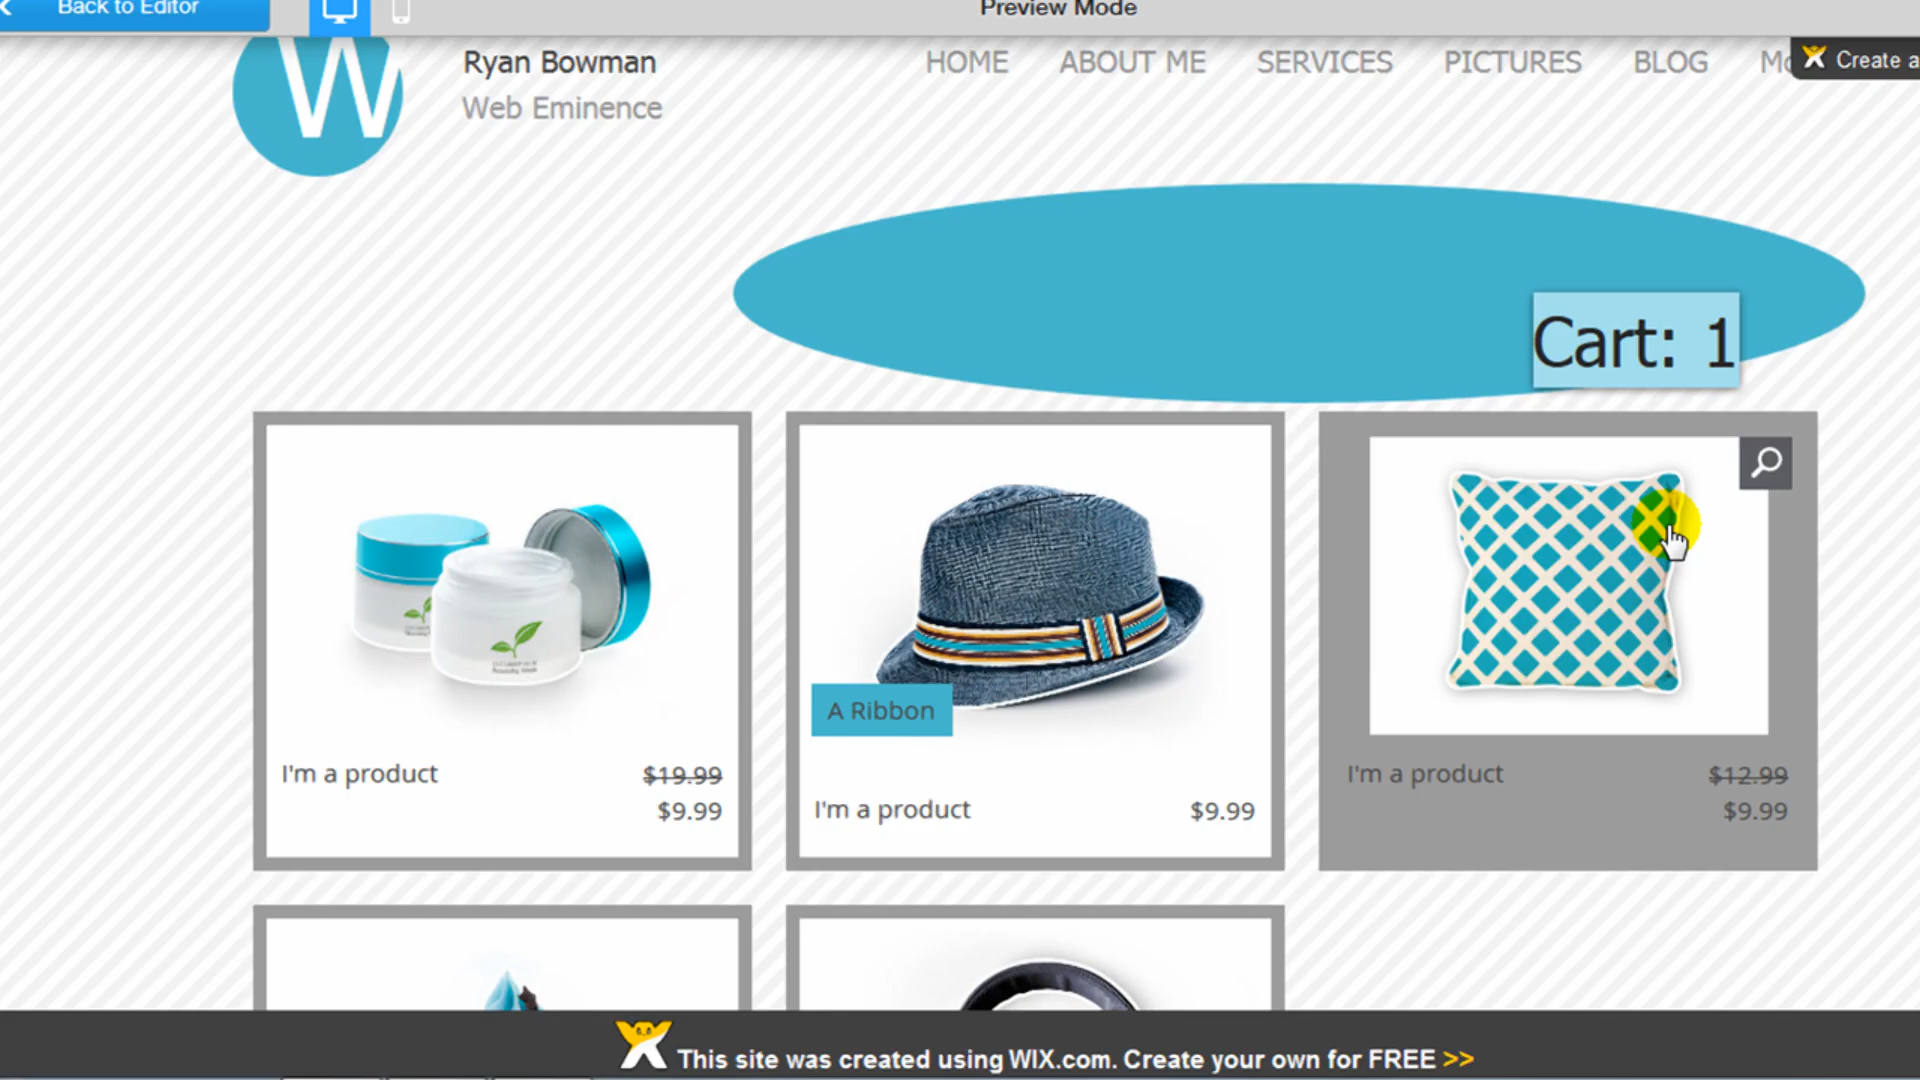 Back to Editor
Preview Mode
W
Ryan Bowman
Web Eminence
HOME
ABOUT ME
SERVICES
PICTURES
BLOG
Mo
Create a
Cart: 1
A Ribbon
I'm a product
$19.99
$9.99
I'm a product
$9.99
I'm a product
$12.99
$9.99
This site was created using WIX.com. Create your own for FREE >>